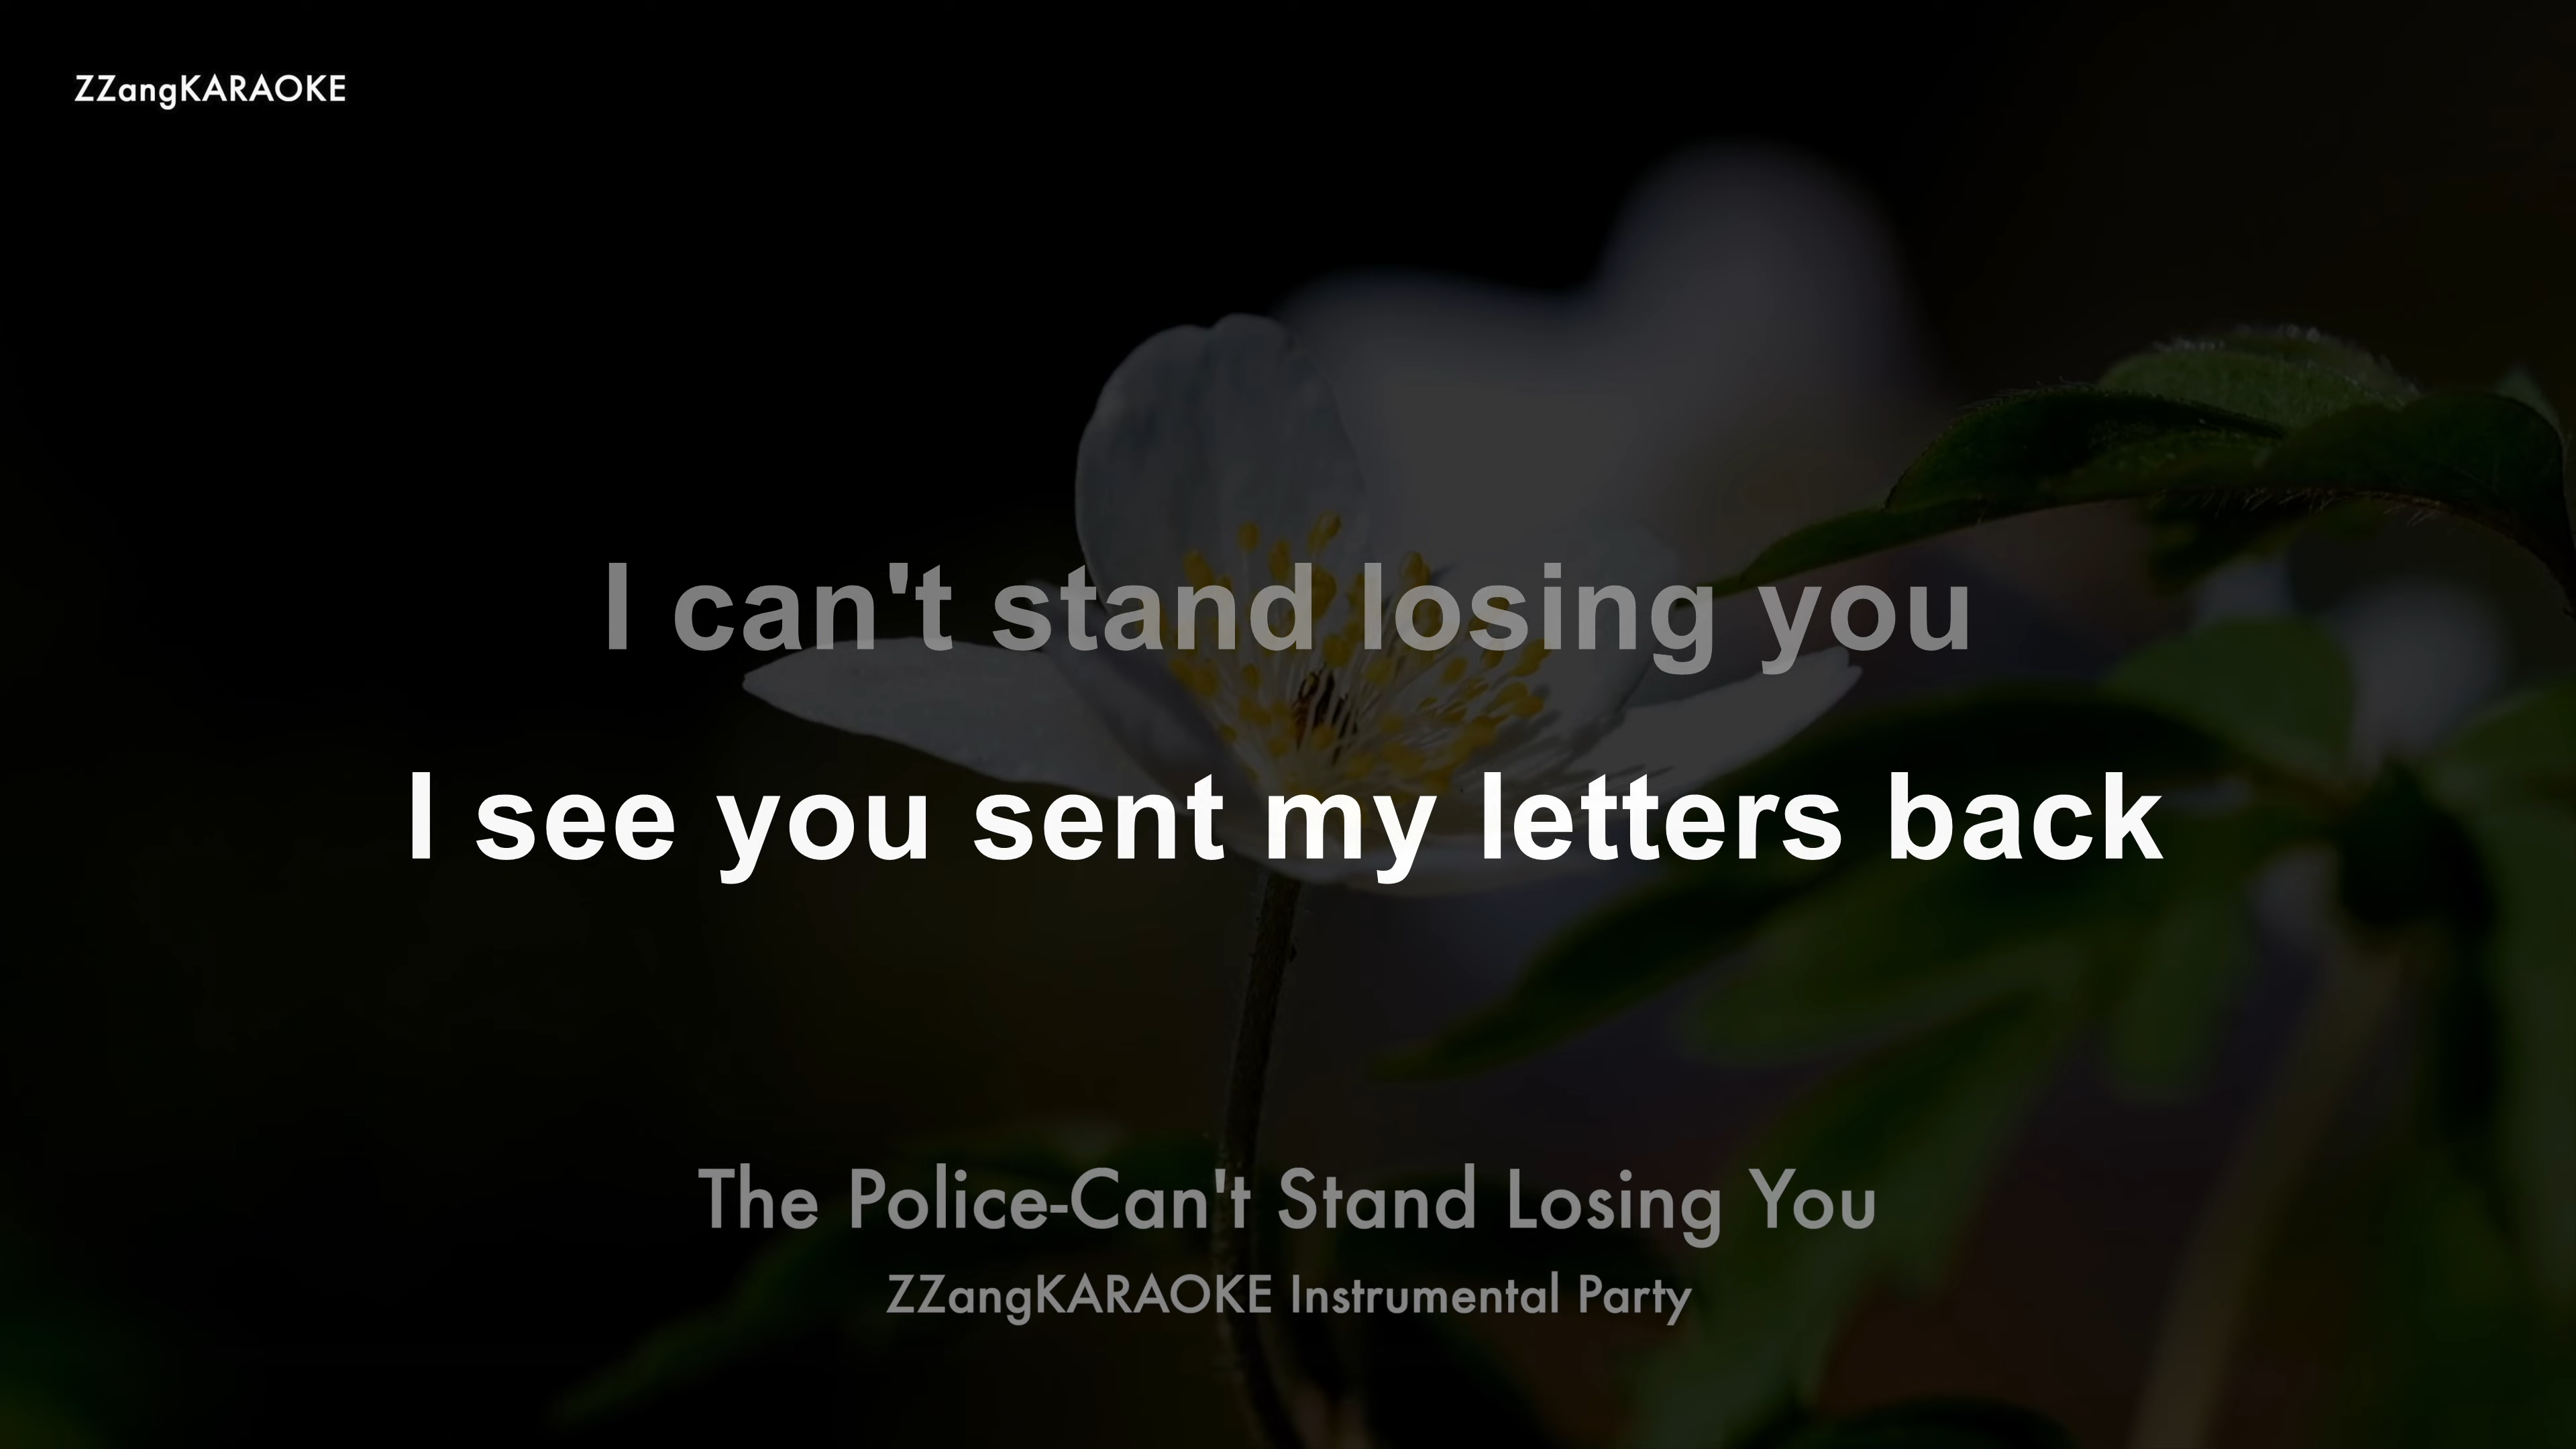 ZZangKARAOKE
I can't stand losing you
I see you sent my letters back
The Police-Can't Stand Losing You
ZZangKARAOKE Instrumental Party